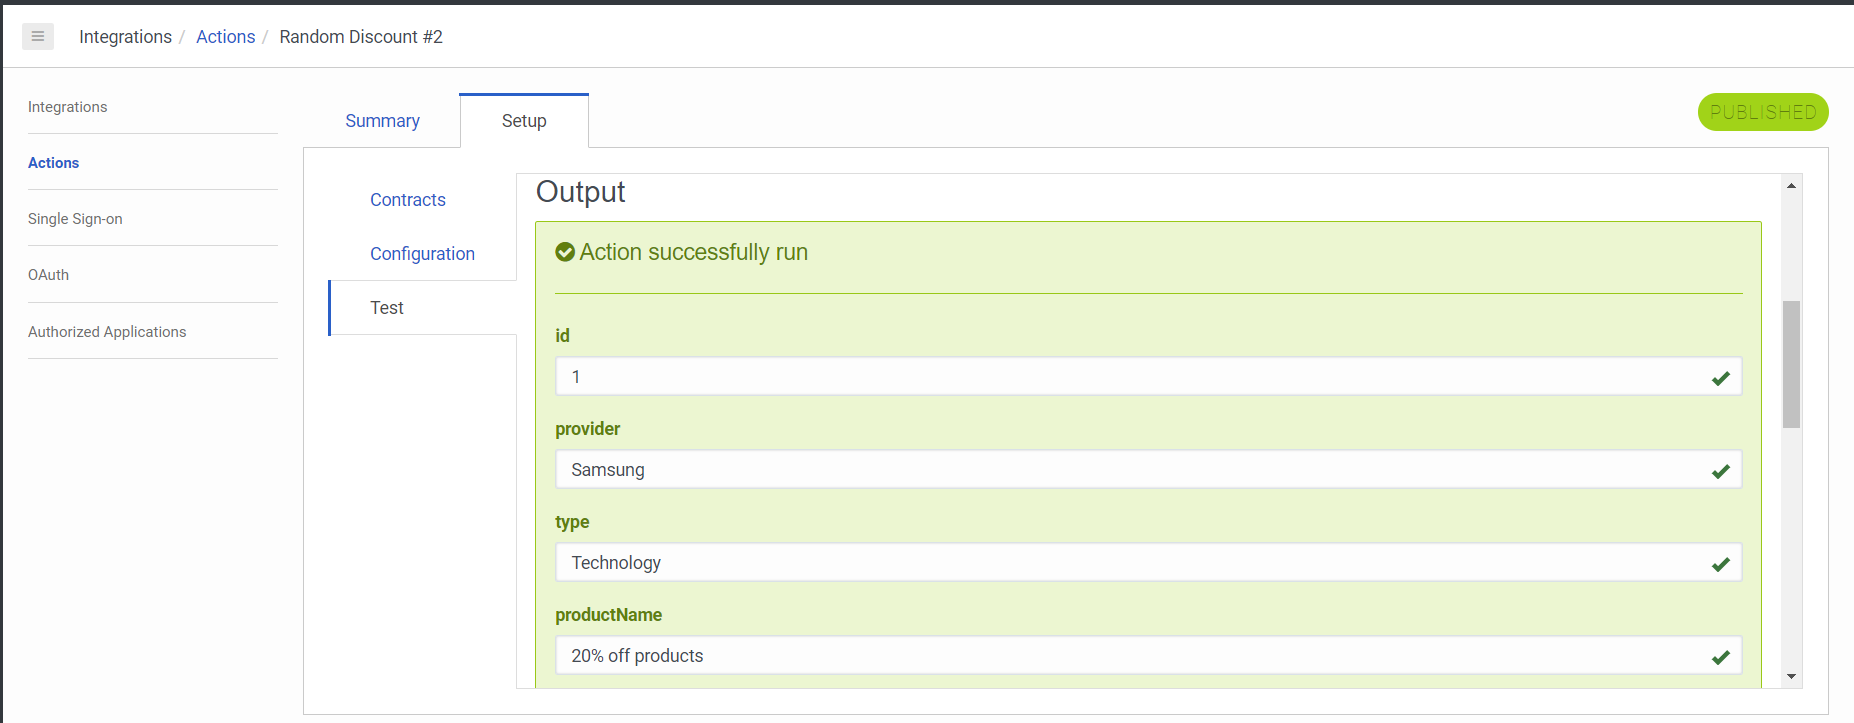 Integrations / Actions / Random Discount #2
Integrations
Actions
Single Sign-on
OAuth
Authorized Applications
Summary
Setup
PUBLISHED
Contracts
Configuration
Test
Output
Action successfully run
id
1
provider
Samsung
type
Technology
productName
20% off products